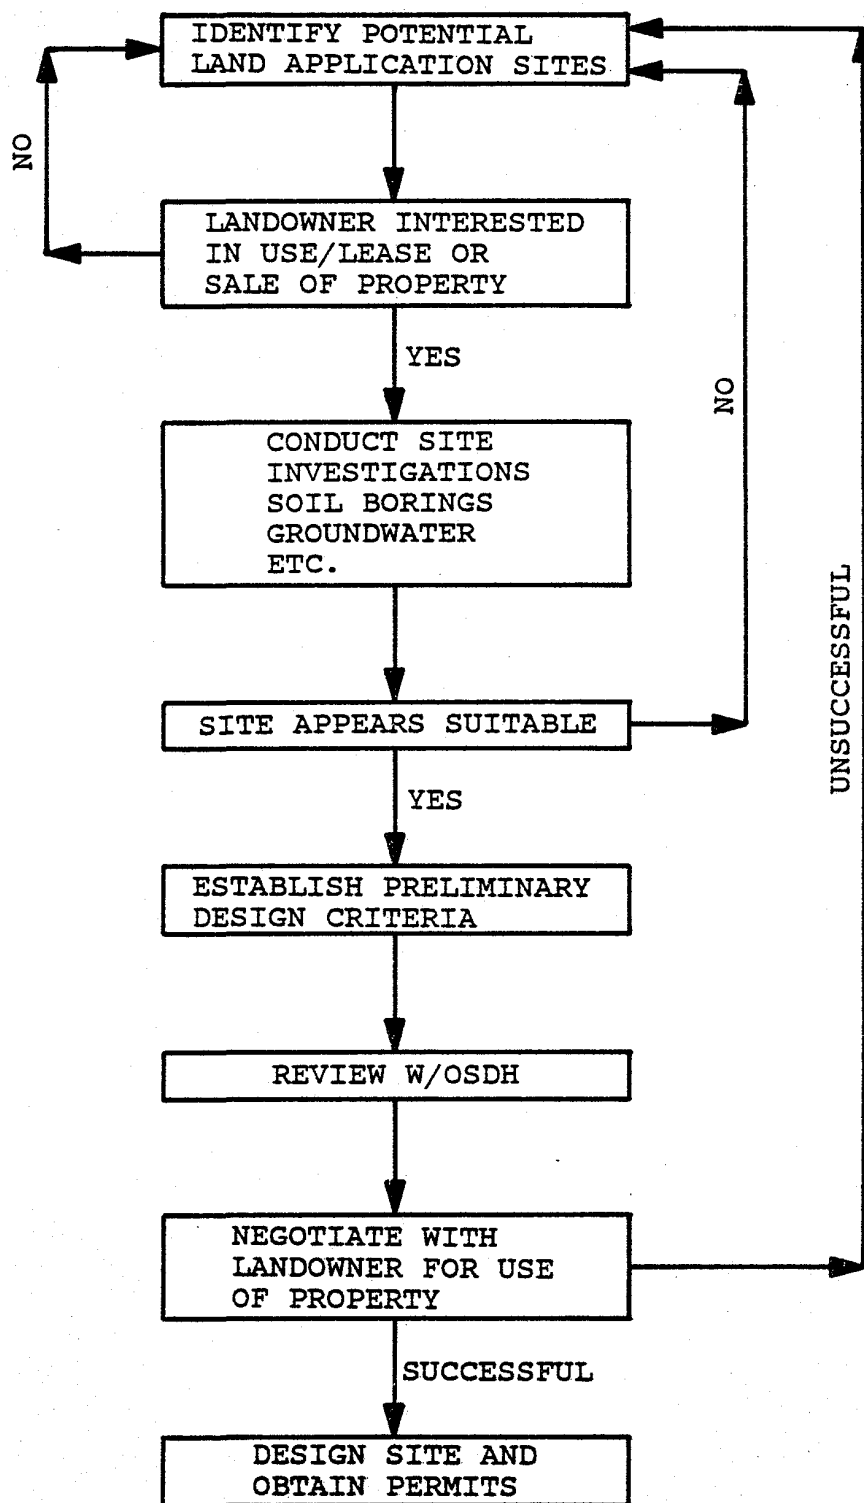 IDENTIFY POTENTIAL
LAND APPLICATION SITES
NO
LANDOWNER INTERESTED
IN USE/LEASE OR
SALE OF PROPERTY
YES
NO
CONDUCT SITE
INVESTIGATIONS
SOIL BORINGS
GROUNDWATER
ETC.
UNSUCCESSFUL
SITE APPEARS SUITABLE
YES
ESTABLISH PRELIMINARY
DESIGN CRITERIA
REVIEW W/OSDH
NEGOTIATE WITH
LANDOWNER FOR USE
OF PROPERTY
SUCCESSFUL
DESIGN SITE AND
OBTAIN PERMITS